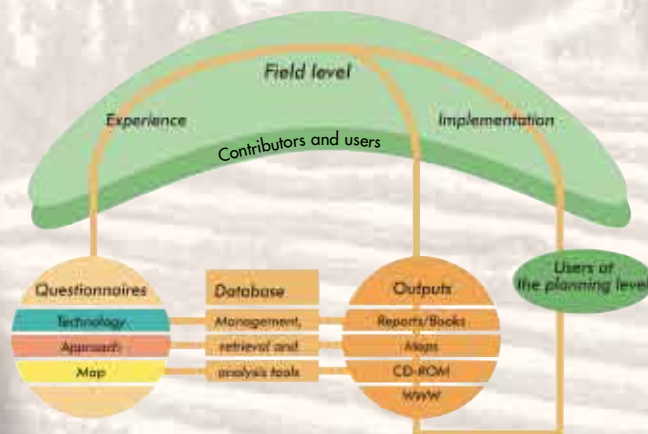 Field level
Experience
Implementation
Contributors and users
Questionnaires
Technology
Approach
Map
Database
Management,
retrieval and
analysis tools
Outputs
Reports/Books
Maps
CD-ROM
WWW
Users at
the planning level